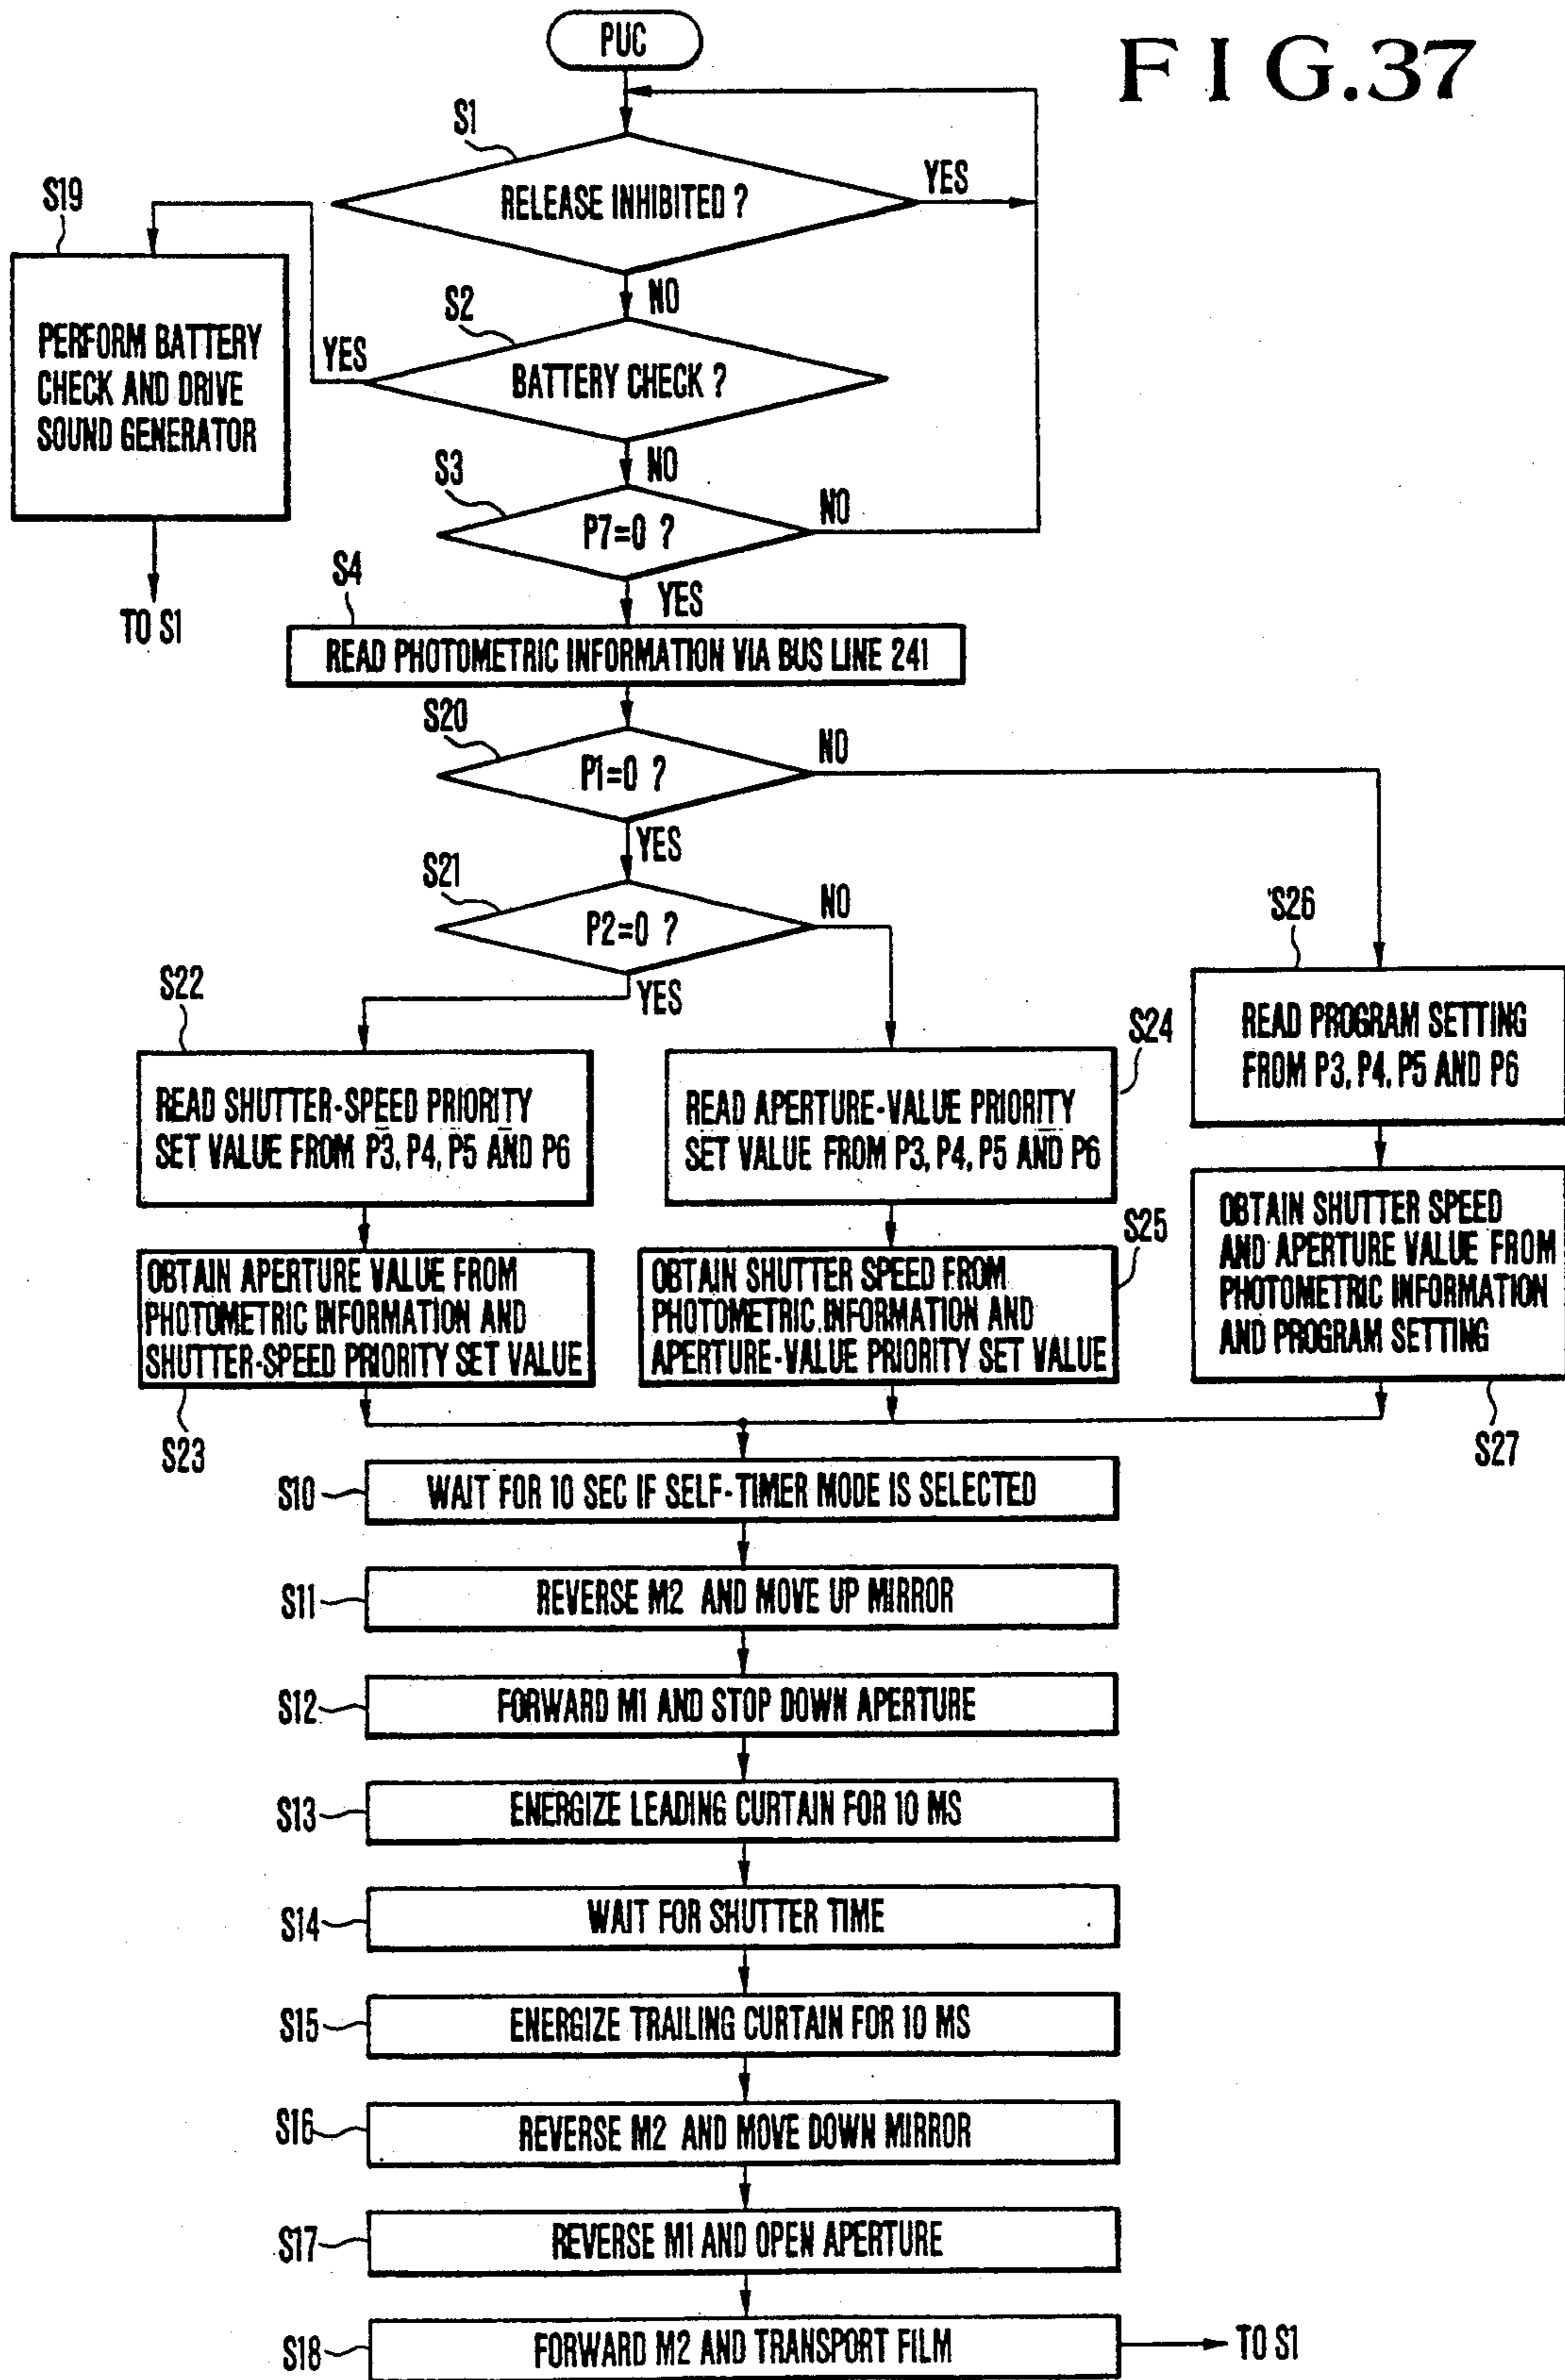 PUC
FIG.37
S1
RELEASE INHIBITED ?
YES
S19
NO
S2
PERFORM BATTERY
CHECK AND DRIVE
SOUND GENERATOR
YES
BATTERY CHECK ?
NO
S3
P7=0 ?
NO
TO S1
S4
YES
READ PHOTOMETRIC INFORMATION VIA BUS LINE 241
S20
P1=0 ?
NO
YES
S21
P2=0 ?
NO
YES
S26
READ PROGRAM SETTING
FROM P3, P4, P5 AND P6
S22
READ SHUTTER-SPEED PRIORITY
SET VALUE FROM P3, P4, P5 AND P6
S24
READ APERTURE-VALUE PRIORITY
SET VALUE FROM P3, P4, P5 AND P6
OBTAIN SHUTTER SPEED
AND APERTURE VALUE FROM
PHOTOMETRIC INFORMATION
AND PROGRAM SETTING
S25
OBTAIN APERTURE VALUE FROM
PHOTOMETRIC INFORMATION AND
SHUTTER-SPEED PRIORITY SET VALUE
OBTAIN SHUTTER SPEED FROM
PHOTOMETRIC INFORMATION AND
APERTURE-VALUE PRIORITY SET VALUE
S23
S27
S10
WAIT FOR 10 SEC IF SELF-TIMER MODE IS SELECTED
S11
REVERSE M2 AND MOVE UP MIRROR
S12
FORWARD M1 AND STOP DOWN APERTURE
S13
ENERGIZE LEADING CURTAIN FOR 10 MS
S14
WAIT FOR SHUTTER TIME
S15
ENERGIZE TRAILING CURTAIN FOR 10 MS
S16
REVERSE M2 AND MOVE DOWN MIRROR
S17
REVERSE M1 AND OPEN APERTURE
S18
FORWARD M2 AND TRANSPORT FILM
TO S1